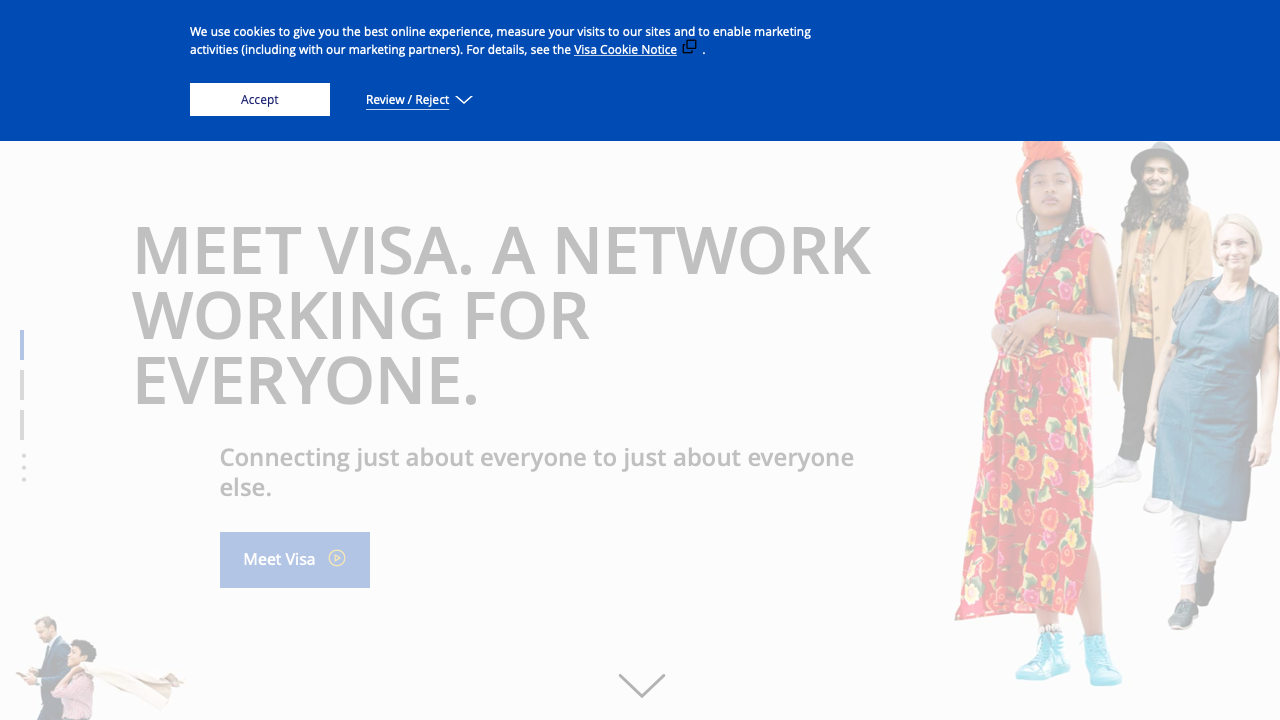 We use cookies to give you the best online experience, measure your visits to our sites and to enable marketing
activities (including with our marketing partners). For details, see the Visa Cookie Notice .
Accept
Review / Reject
MEET VISA. A NETWORK
WORKING FOR
EVERYONE.
Connecting just about everyone to just about everyone
else.
Meet Visa